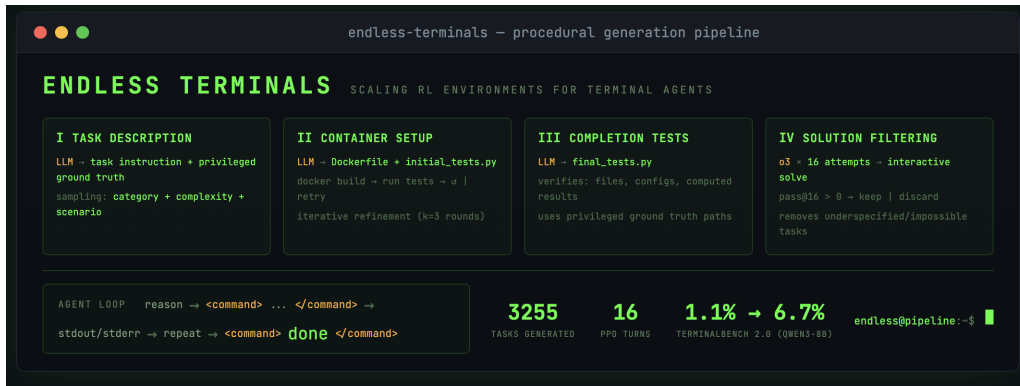 endless-terminals — procedural generation pipeline
ENDLESS TERMINALS SCALING RL ENVIRONMENTS FOR TERMINAL AGENTS
I TASK DESCRIPTION
LLM → task instruction + privileged
ground truth
sampling: category + complexity +
scenario
II CONTAINER SETUP
LLM → Dockerfile + initial_tests.py
docker build → run tests → ↺ |
retry
iterative refinement (k=3 rounds)
III COMPLETION TESTS
LLM → final_tests.py
verifies: files, configs, computed
results
uses privileged ground truth paths
IV SOLUTION FILTERING
o3 × 16 attempts → interactive
solve
pass@16 > 0 → keep | discard
removes underspecified/impossible
tasks
AGENT LOOP reason → <command> ... </command> →
stdout/stderr → repeat → <command> done </command>
3255
TASKS GENERATED
16
PPO TURNS
1.1% → 6.7%
TERMINALBENCH 2.0 (QWEN3-8B)
endless@pipeline:~$